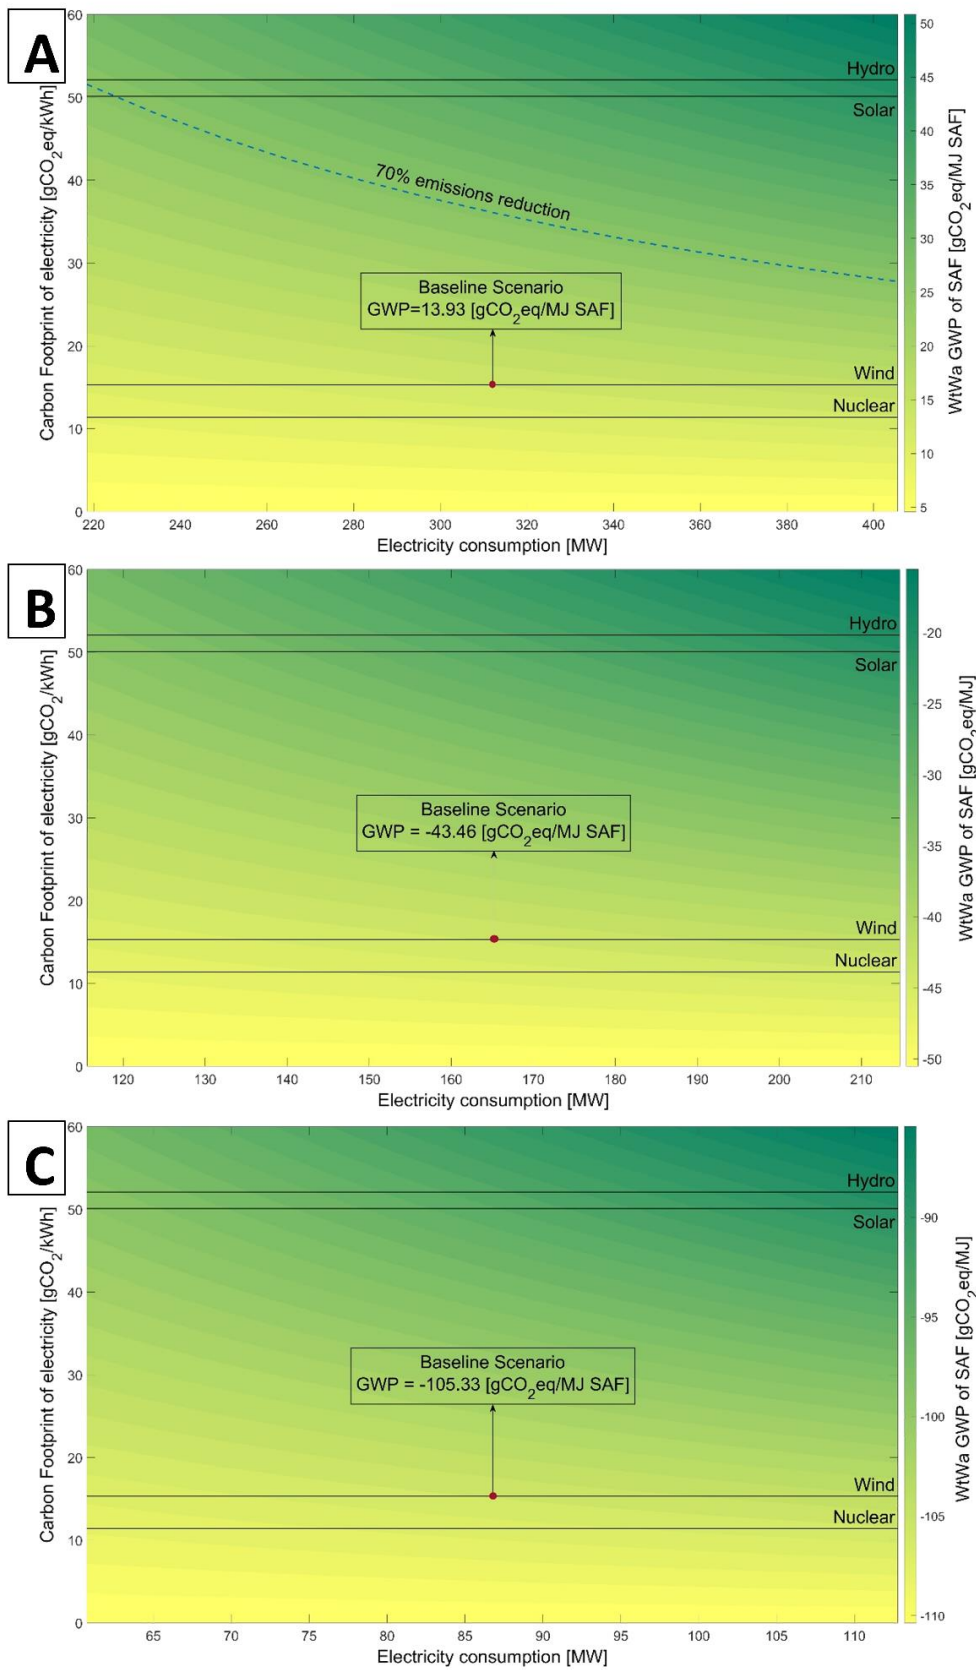 A
60
50
40
30
20
10
0
Carbon Footprint of electricity [gCO₂eq/kWh]
Hydro
Solar
70% emissions reduction
Baseline Scenario
GWP=13.93 [gCO₂eq/MJ SAF]
Wind
Nuclear
220 240 260 280 300 320 340 360 380 400
Electricity consumption [MW]
50
45
40
35
30
25
20
15
10
5
WtWa GWP of SAF [gCO₂eq/MJ SAF]
B
60
50
40
30
20
10
0
Carbon Footprint of electricity [gCO₂/kWh]
Hydro
Solar
Baseline Scenario
GWP = -43.46 [gCO₂eq/MJ SAF]
Wind
Nuclear
120 130 140 150 160 170 180 190 200 210
Electricity consumption [MW]
-20
-25
-30
-35
-40
-45
-50
WtWa GWP of SAF [gCO₂eq/MJ]
C
60
50
40
30
20
10
0
Carbon Footprint of electricity [gCO₂/kWh]
Hydro
Solar
Baseline Scenario
GWP = -105.33 [gCO₂eq/MJ SAF]
Wind
Nuclear
65 70 75 80 85 90 95 100 105 110
Electricity consumption [MW]
-90
-95
-100
-105
-110
WtWa GWP of SAF [gCO₂eq/MJ]